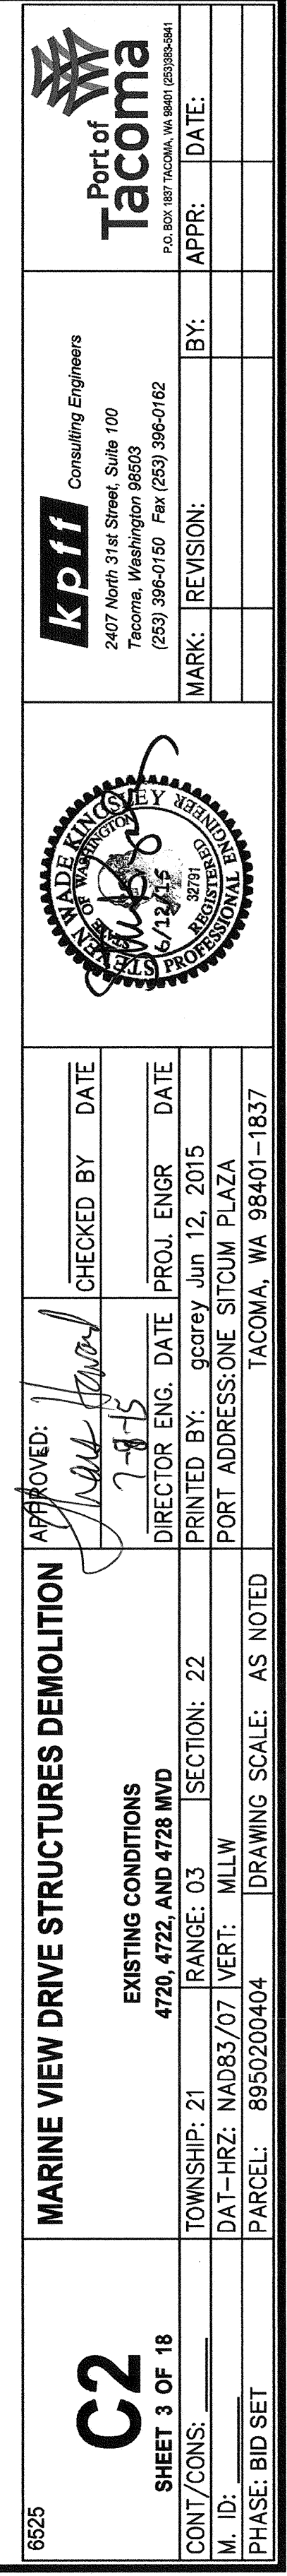 6525
C2
SHEET 3 OF 18
CONT/CONS:
M. ID:
PHASE: BID SET
MARINE VIEW DRIVE STRUCTURES DEMOLITION
EXISTING CONDITIONS
4720, 4722, AND 4728 MVD
TOWNSHIP: 21 RANGE: 03 SECTION: 22
DAT-HRZ: NAD83/07 VERT: MLLW
PARCEL: 8950200404 DRAWING SCALE: AS NOTED
APPROVED:
7-8-15
DIRECTOR ENG. DATE
CHECKED BY DATE
PROJ. ENGR DATE
PRINTED BY: gcarey Jun 12, 2015
PORT ADDRESS: ONE SITCUM PLAZA
TACOMA, WA 98401-1837
STEVEN WADE KINGSLEY
STATE OF WASHINGTON
6/12/15
32791
REGISTERED
PROFESSIONAL ENGINEER
kpff Consulting Engineers
2407 North 31st Street, Suite 100
Tacoma, Washington 98503
(253) 396-0150 Fax (253) 396-0162
MARK: REVISION: BY: APPR: DATE:
Port of
Tacoma
P.O. BOX 1837 TACOMA, WA 98401 (253)383-5841